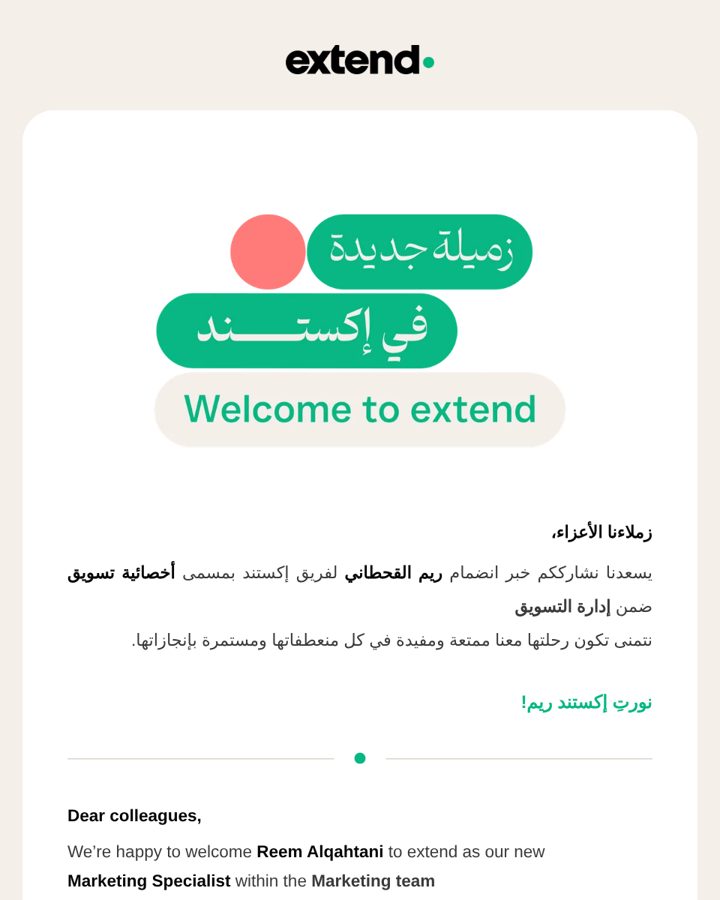 extend
زميلة جديدة
في إكستـــــند
Welcome to extend
زملاءنا الأعزاء،
يسعدنا نشارككم خبر انضمام ريم القحطاني لفريق إكستند بمسمى أخصائية تسويق
ضمن إدارة التسويق
نتمنى تكون رحلتها معنا ممتعة ومفيدة في كل منعطفاتها ومستمرة بإنجازاتها.
نورتِ إكستند ريم!
Dear colleagues,
We’re happy to welcome Reem Alqahtani to extend as our new
Marketing Specialist within the Marketing team